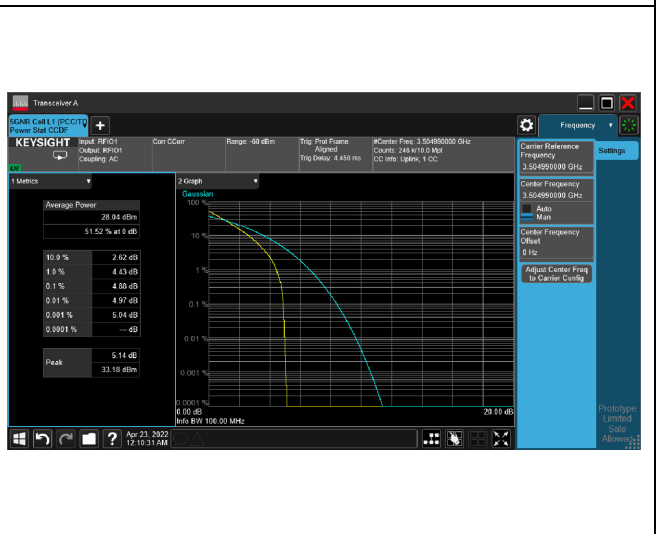 Transceiver A
5GNR Call L1 (PCC/TD
Power Stat CCDF
Frequency
KEYSIGHT
Input: RFIO1
Output: RFIO1
Coupling: AC
Corr CCorr
Range: -60 dBm
Trig: Prot Frame
Aligned
Trig Delay: 4.450 ms
#Center Freq: 3.504990000 GHz
Counts: 246 k/10.0 Mpt
CC Info: Uplink, 1 CC
Carrier Reference
Frequency
3.504990000 GHz
Settings
Center Frequency
3.504990000 GHz
Auto
Man
Center Frequency
Offset
0 Hz
Adjust Center Freq
to Carrier Config
1 Metrics
Average Power
28.04 dBm
51.52 % at 0 dB
10.0 % 2.62 dB
1.0 % 4.43 dB
0.1 % 4.88 dB
0.01 % 4.97 dB
0.001 % 5.04 dB
0.0001 % --- dB
Peak
5.14 dB
33.18 dBm
2 Graph
Gaussian
100 %
10 %
1 %
0.1 %
0.01 %
0.001 %
0.0001 %
0.00 dB
20.00 dB
Info BW 100.00 MHz
Prototype
Limited
Sale
Allowed
Apr 23, 2022
12:10:31 AM